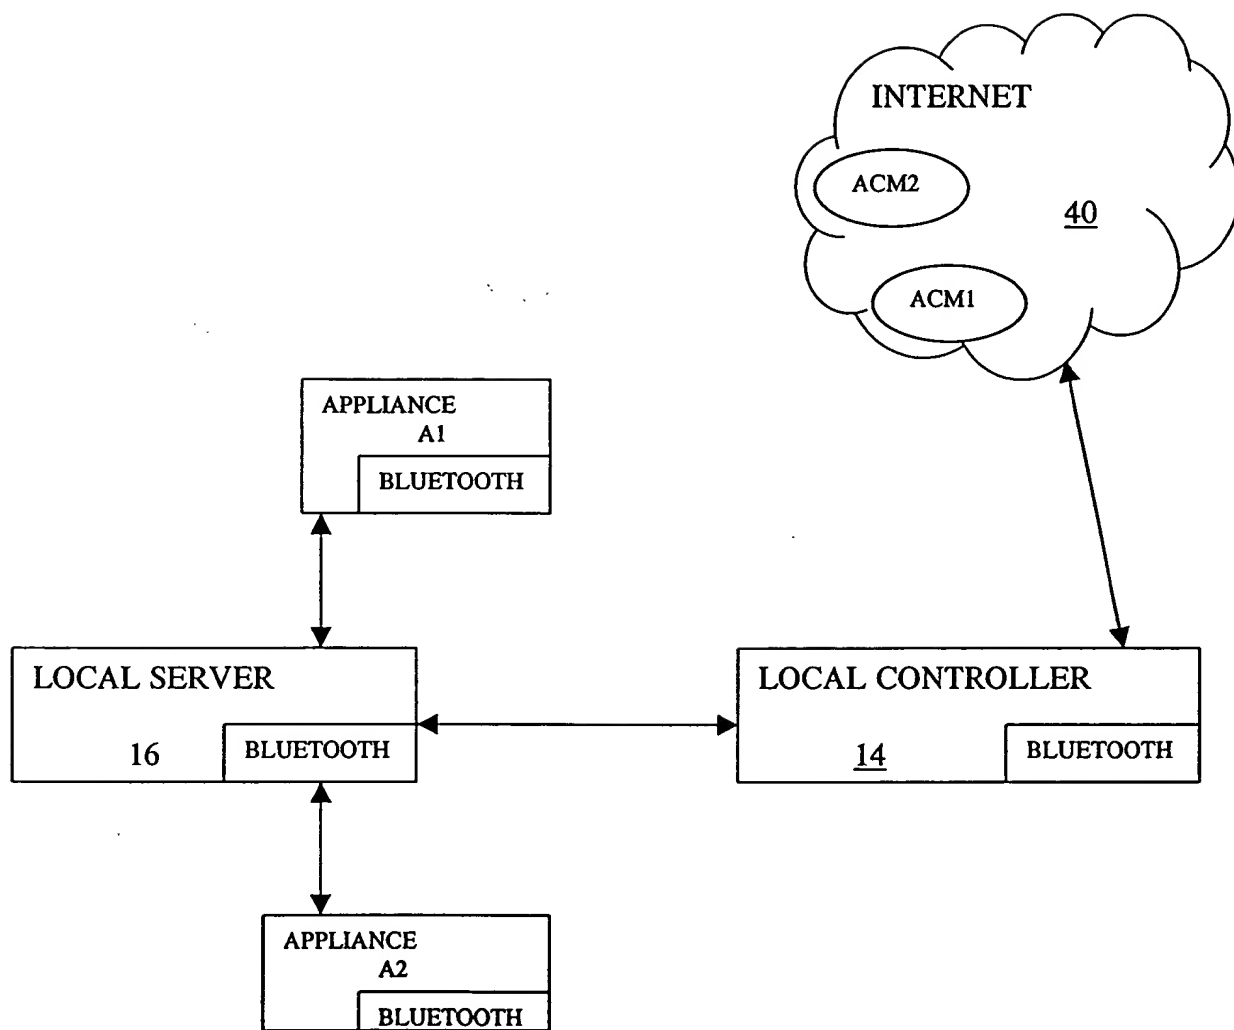 INTERNET
ACM2
40
ACM1
APPLIANCE
A1
BLUETOOTH
LOCAL SERVER
16
BLUETOOTH
LOCAL CONTROLLER
14
BLUETOOTH
APPLIANCE
A2
BLUETOOTH